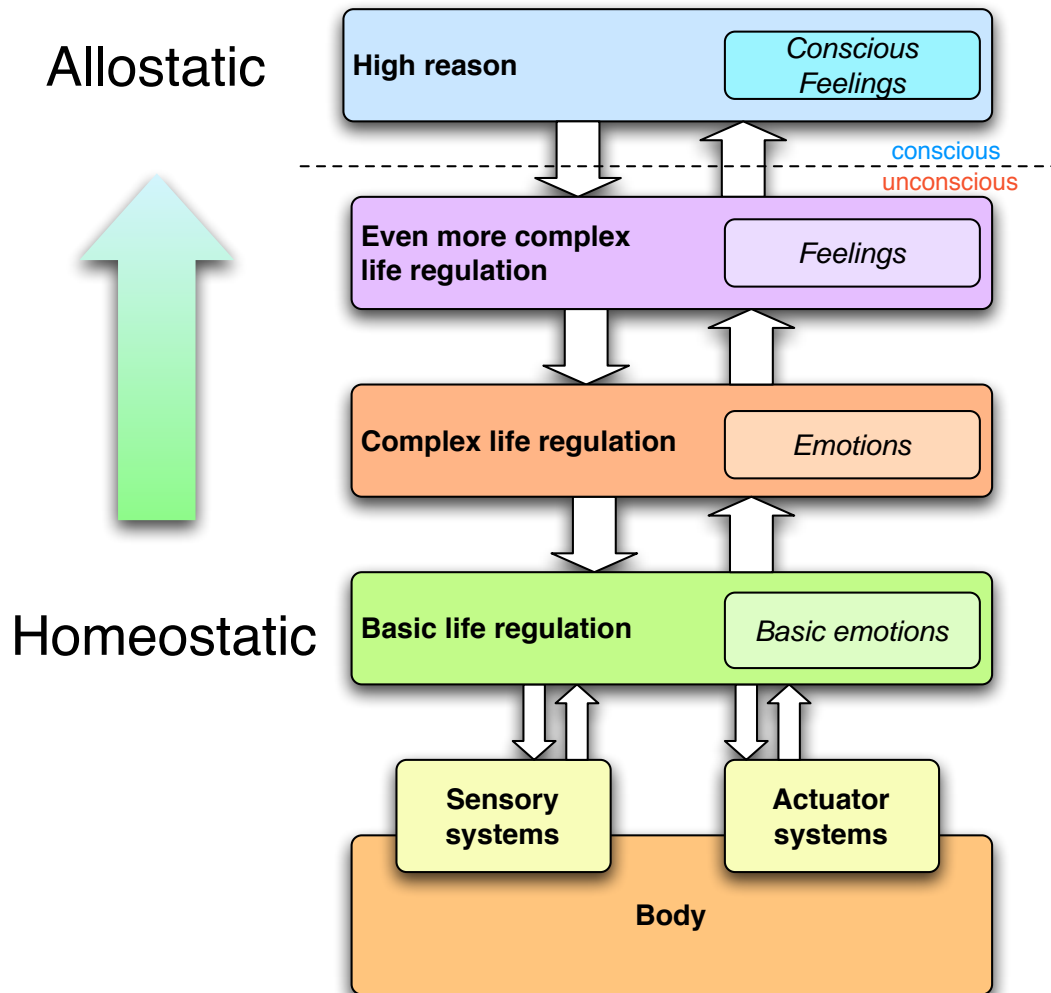 Allostatic
High reason
Conscious
Feelings
conscious
unconscious
Even more complex
life regulation
Feelings
Complex life regulation
Emotions
Homeostatic
Basic life regulation
Basic emotions
Sensory
systems
Actuator
systems
Body